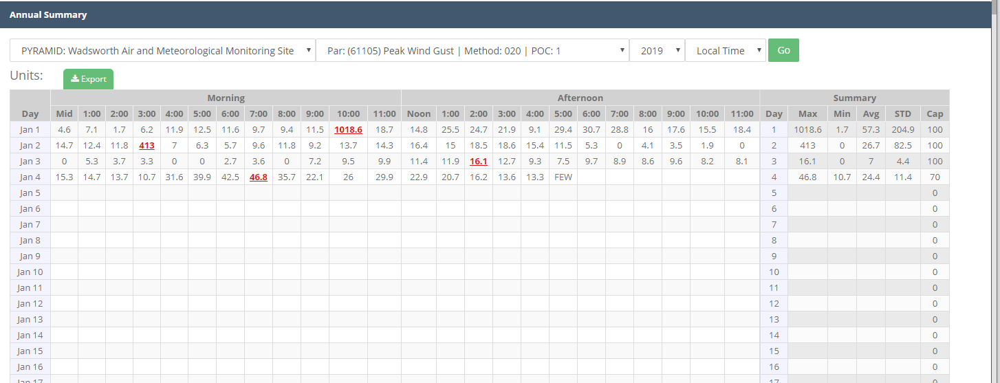 Annual Summary
PYRAMID: Wadsworth Air and Meteorological Monitoring Site Par: (61105) Peak Wind Gust | Method: 020 | POC: 1 2019 Local Time Go
Units: Export
Morning Afternoon Summary
Day Mid 1:00 2:00 3:00 4:00 5:00 6:00 7:00 8:00 9:00 10:00 11:00 Noon 1:00 2:00 3:00 4:00 5:00 6:00 7:00 8:00 9:00 10:00 11:00 Day Max Min Avg STD Cap
Jan 1 4.6 7.1 1.7 6.2 11.9 12.5 11.6 9.7 9.4 11.5 1018.6 18.7 14.8 25.5 24.7 21.9 9.1 29.4 30.7 28.8 16 17.6 15.5 18.4 1 1018.6 1.7 57.3 204.9 100
Jan 2 14.7 12.4 11.8 413 7 6.3 5.7 9.6 11.8 9.2 13.7 14.3 16.4 15 18.5 18.6 15.4 11.5 5.3 0 4.1 3.5 1.9 0 2 413 0 26.7 82.5 100
Jan 3 0 5.3 3.7 3.3 0 0 2.7 3.6 0 7.2 9.5 9.9 11.4 11.9 16.1 12.7 9.3 7.5 9.7 8.9 8.6 9.6 8.2 8.1 3 16.1 0 7 4.4 100
Jan 4 15.3 14.7 13.7 10.7 31.6 39.9 42.5 46.8 35.7 22.1 26 29.9 22.9 20.7 16.2 13.6 13.3 FEW 4 46.8 10.7 24.4 11.4 70
Jan 5 5 0
Jan 6 6 0
Jan 7 7 0
Jan 8 8 0
Jan 9 9 0
Jan 10 10 0
Jan 11 11 0
Jan 12 12 0
Jan 13 13 0
Jan 14 14 0
Jan 15 15 0
Jan 16 16 0
Jan 17 17 0